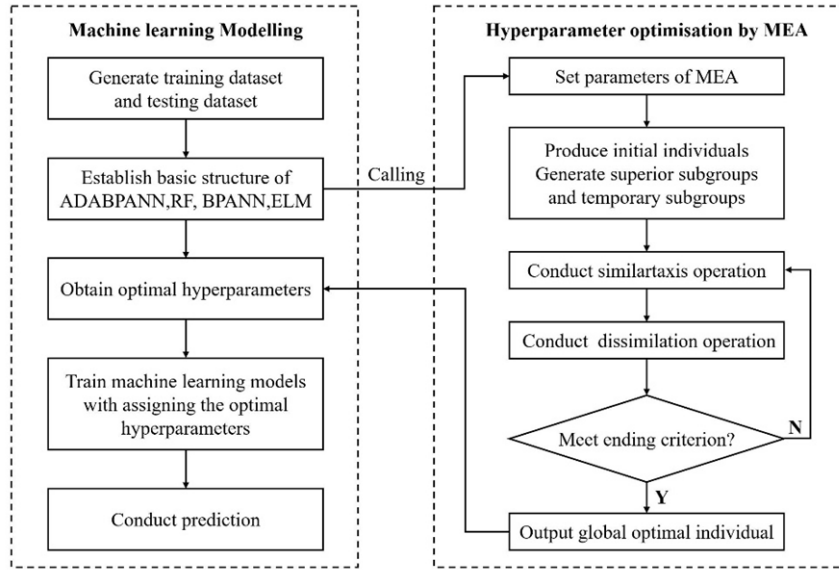 Machine learning Modelling
Generate training dataset
and testing dataset
Establish basic structure of
ADABPANN,RF, BPANN,ELM
Obtain optimal hyperparameters
Train machine learning models
with assigning the optimal
hyperparameters
Conduct prediction
Calling
Hyperparameter optimisation by MEA
Set parameters of MEA
Produce initial individuals
Generate superior subgroups
and temporary subgroups
Conduct similartaxis operation
Conduct dissimilation operation
Meet ending criterion?
N
Y
Output global optimal individual